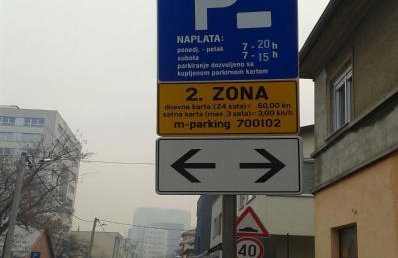 P
NAPLATA:
ponedj. - petak 7 - 20 h
subota 7 - 15 h
parkiranje dozvoljeno sa
kupljenim parkirnom kartom
2. ZONA
dnevna karta (24 sata)= 60,00 kn
satna karta (max. 3 sata)= 3,00 kn/h
m-parking 700102
40